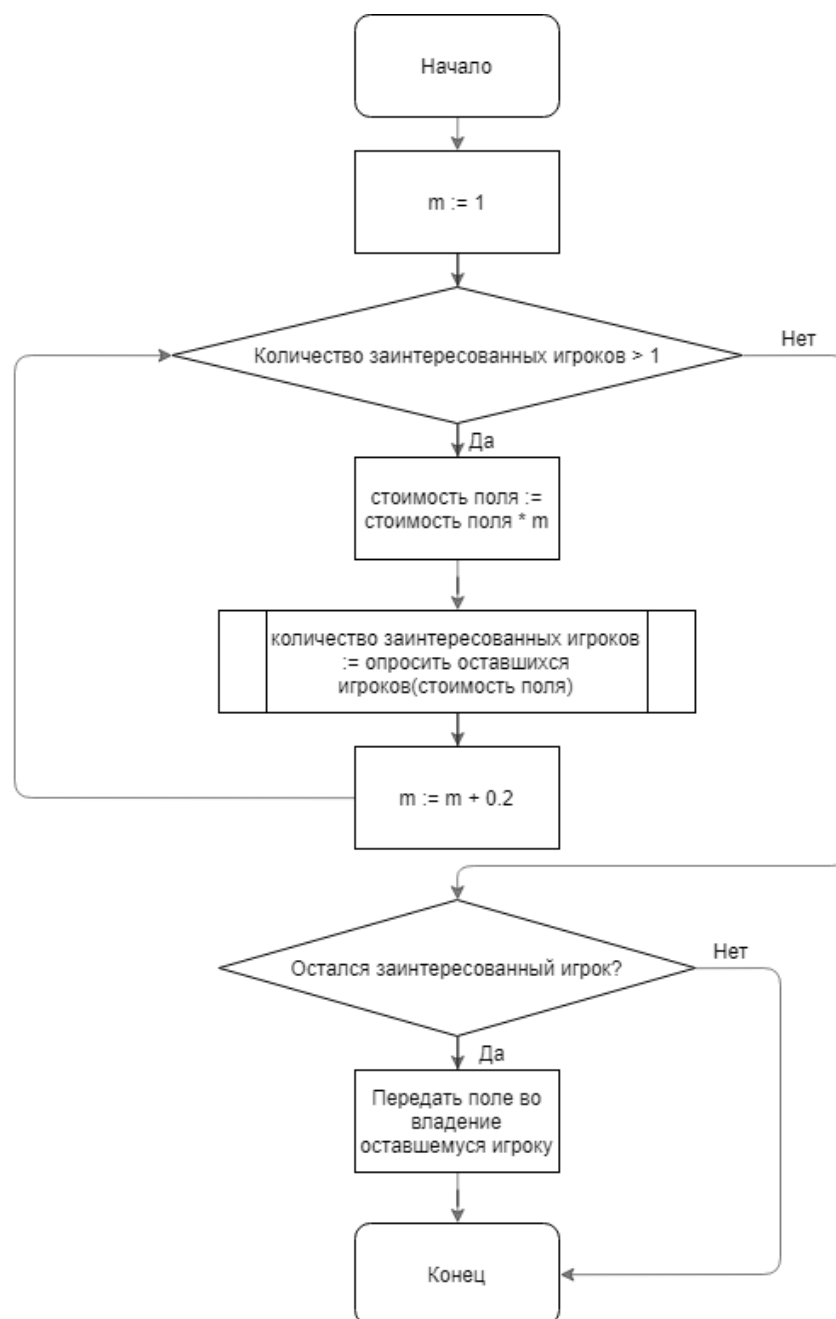 Начало
m := 1
Количество заинтересованных игроков > 1
Нет
Да
стоимость поля :=
стоимость поля * m
количество заинтересованных игроков
:= опросить оставшихся
игроков(стоимость поля)
m := m + 0.2
Остался заинтересованный игрок?
Нет
Да
Передать поле во
владение
оставшемуся игроку
Конец